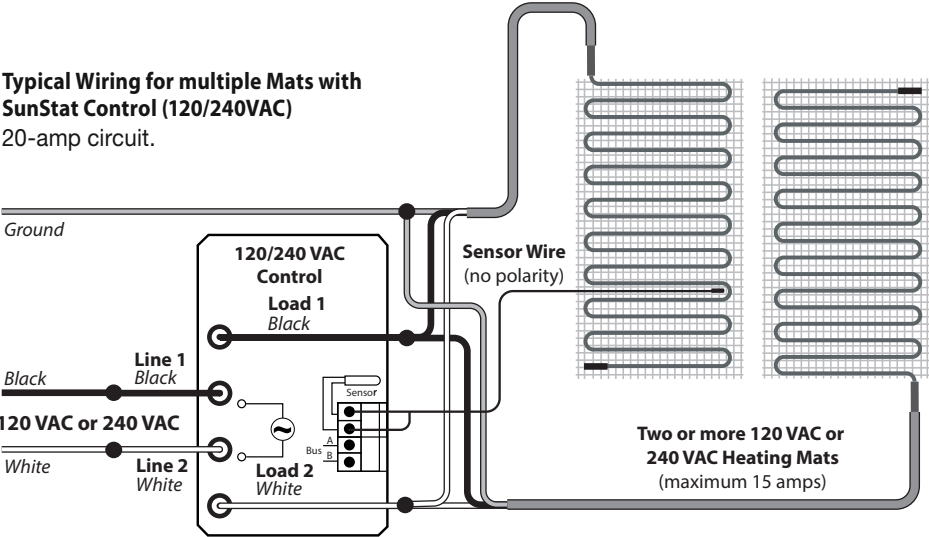 Typical Wiring for multiple Mats with
SunStat Control (120/240VAC)
20-amp circuit.
Ground
120/240 VAC
Control
Load 1
Black
Sensor Wire
(no polarity)
Black
Line 1
Black
Sensor
120 VAC or 240 VAC
A
Bus
B
White
Line 2
White
Load 2
White
Two or more 120 VAC or
240 VAC Heating Mats
(maximum 15 amps)